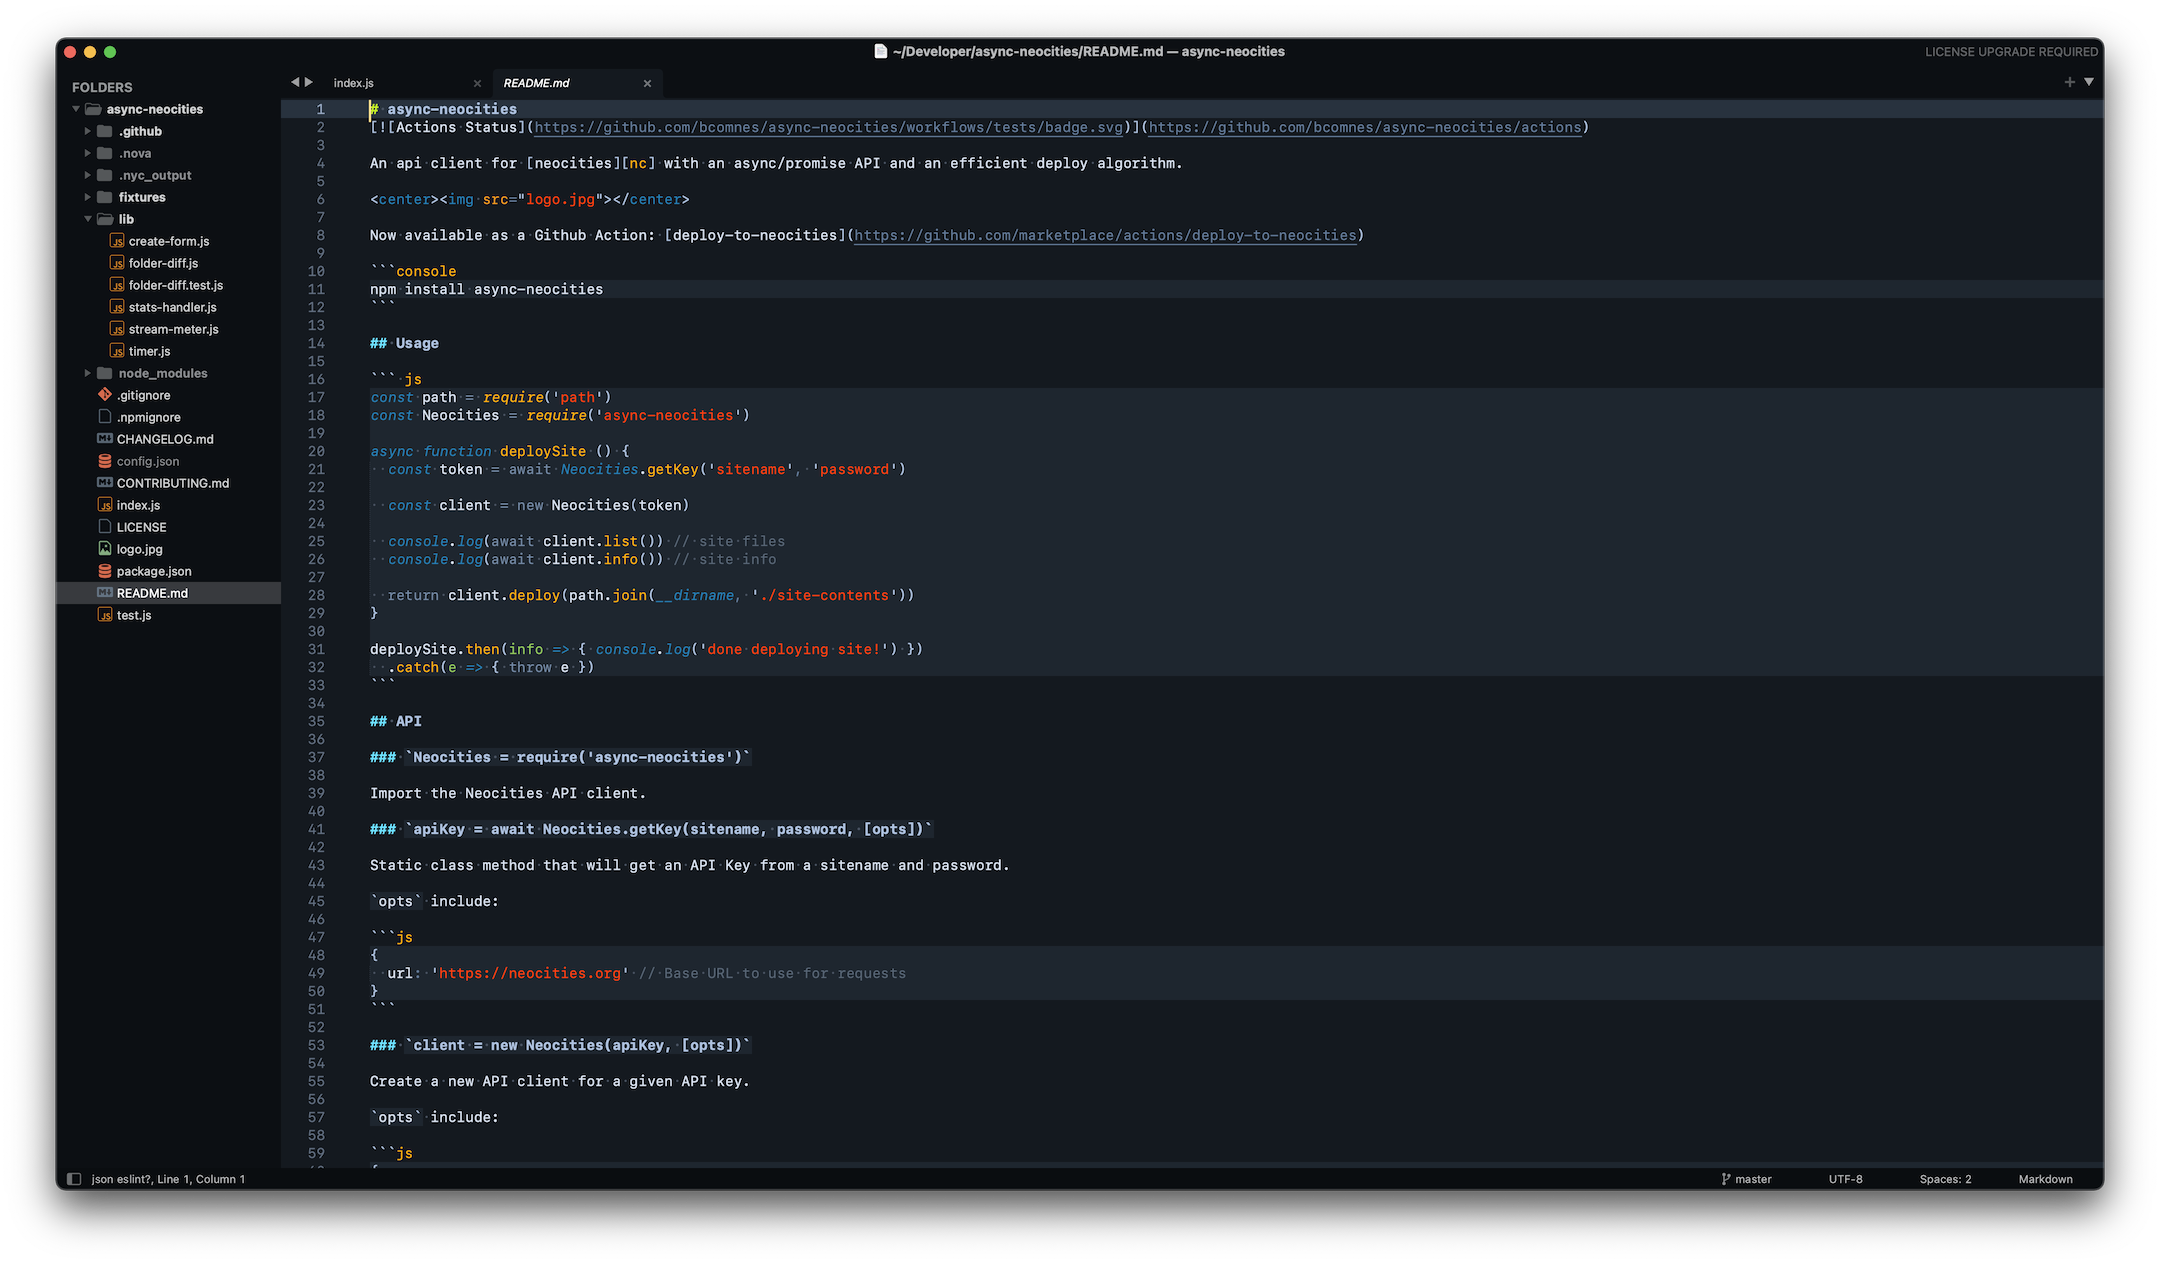 ~/Developer/async-neocities/README.md — async-neocities
LICENSE UPGRADE REQUIRED
FOLDERS
async-neocities
.github
.nova
.nyc_output
fixtures
lib
create-form.js
folder-diff.js
folder-diff.test.js
stats-handler.js
stream-meter.js
timer.js
node_modules
.gitignore
.npmignore
CHANGELOG.md
config.json
CONTRIBUTING.md
index.js
LICENSE
logo.jpg
package.json
README.md
test.js
index.js
README.md
1 # async-neocities
2 [![Actions Status](https://github.com/bcomnes/async-neocities/workflows/tests/badge.svg)](https://github.com/bcomnes/async-neocities/actions)
3
4 An api client for [neocities][nc] with an async/promise API and an efficient deploy algorithm.
5
6 <center><img src="logo.jpg"></center>
7
8 Now available as a Github Action: [deploy-to-neocities](https://github.com/marketplace/actions/deploy-to-neocities)
9
10 ```console
11 npm install async-neocities
12 ```
13
14 ## Usage
15
16 ``` js
17 const path = require('path')
18 const Neocities = require('async-neocities')
19
20 async function deploySite () {
21   const token = await Neocities.getKey('sitename', 'password')
22
23   const client = new Neocities(token)
24
25   console.log(await client.list()) // site files
26   console.log(await client.info()) // site info
27
28   return client.deploy(path.join(__dirname, './site-contents'))
29 }
30
31 deploySite.then(info => { console.log('done deploying site!') })
32   .catch(e => { throw e })
33 ```
34
35 ## API
36
37 ### `Neocities = require('async-neocities')`
38
39 Import the Neocities API client.
40
41 ### `apiKey = await Neocities.getKey(sitename, password, [opts])`
42
43 Static class method that will get an API Key from a sitename and password.
44
45 `opts` include:
46
47 ```js
48 {
49   url: 'https://neocities.org' // Base URL to use for requests
50 }
51 ```
52
53 ### `client = new Neocities(apiKey, [opts])`
54
55 Create a new API client for a given API key.
56
57 `opts` include:
58
59 ```js
json eslint?, Line 1, Column 1
master
UTF-8
Spaces: 2
Markdown